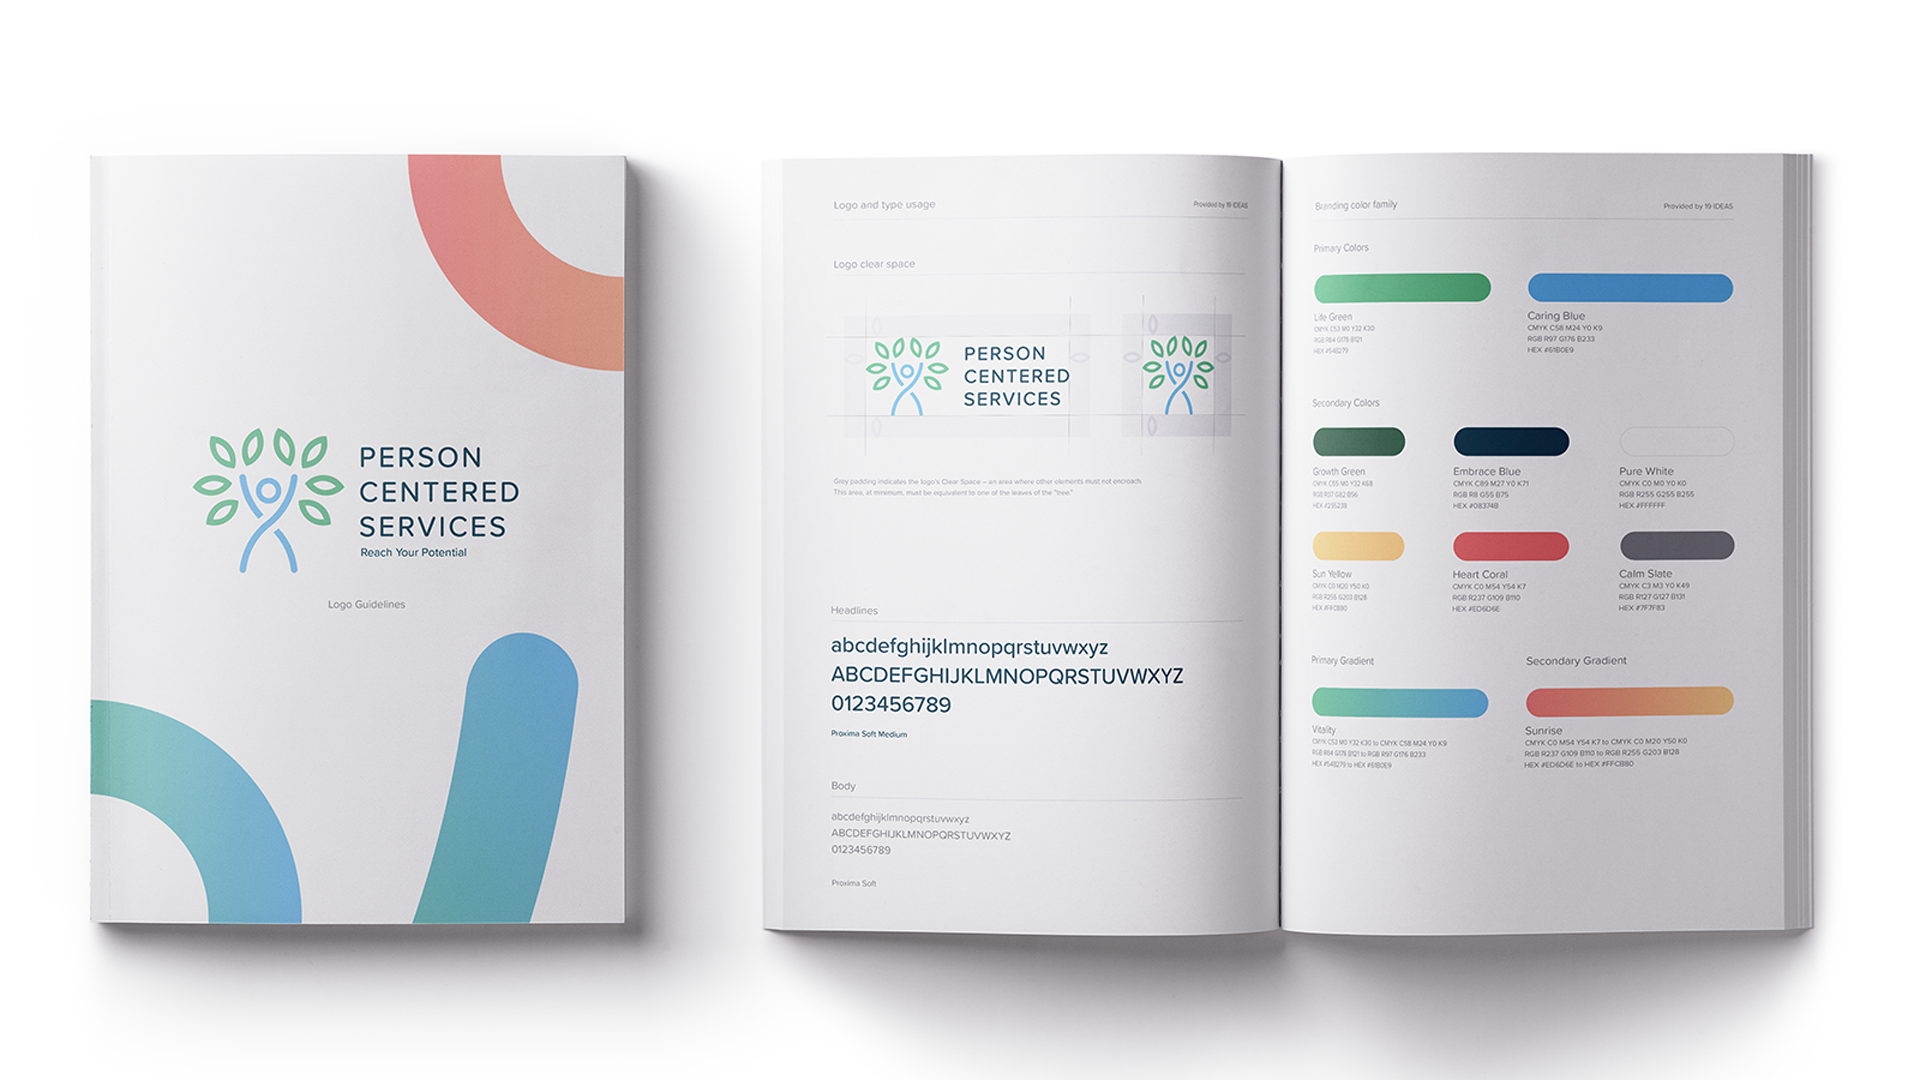 PERSON
CENTERED
SERVICES
Reach Your Potential
Logo Guidelines
Logo and type usage
Provided by 19 IDEAS
Logo clear space
PERSON
CENTERED
SERVICES
Grey padding indicates the logo's Clear Space – an area where other elements must not encroach.
This area, at minimum, must be equivalent to one of the leaves of the "tree."
Headlines
abcdefghijklmnopqrstuvwxyz
ABCDEFGHIJKLMNOPQRSTUVWXYZ
0123456789
Proxima Soft Medium
Body
abcdefghijklmnopqrstuvwxyz
ABCDEFGHIJKLMNOPQRSTUVWXYZ
0123456789
Proxima Soft
Branding color family
Provided by 19 IDEAS
Primary Colors
Life Green
CMYK C53 M0 Y32 K30
RGB R84 G178 B121
HEX #54B279
Caring Blue
CMYK C58 M24 Y0 K9
RGB R97 G176 B233
HEX #61B0E9
Secondary Colors
Growth Green
CMYK C55 M0 Y32 K68
RGB R37 G82 B56
HEX #255238
Embrace Blue
CMYK C89 M27 Y0 K71
RGB R8 G55 B75
HEX #08374B
Pure White
CMYK C0 M0 Y0 K0
RGB R255 G255 B255
HEX #FFFFFF
Sun Yellow
CMYK C0 M20 Y50 K0
RGB R255 G203 B128
HEX #FFCB80
Heart Coral
CMYK C0 M54 Y54 K7
RGB R237 G109 B110
HEX #ED6D6E
Calm Slate
CMYK C3 M3 Y0 K49
RGB R127 G127 B131
HEX #7F7F83
Primary Gradient
Vitality
CMYK C53 M0 Y32 K30 to CMYK C58 M24 Y0 K9
RGB R84 G178 B121 to RGB R97 G176 B233
HEX #54B279 to HEX #61B0E9
Secondary Gradient
Sunrise
CMYK C0 M54 Y54 K7 to CMYK C0 M20 Y50 K0
RGB R237 G109 B110 to RGB R255 G203 B128
HEX #ED6D6E to HEX #FFCB80